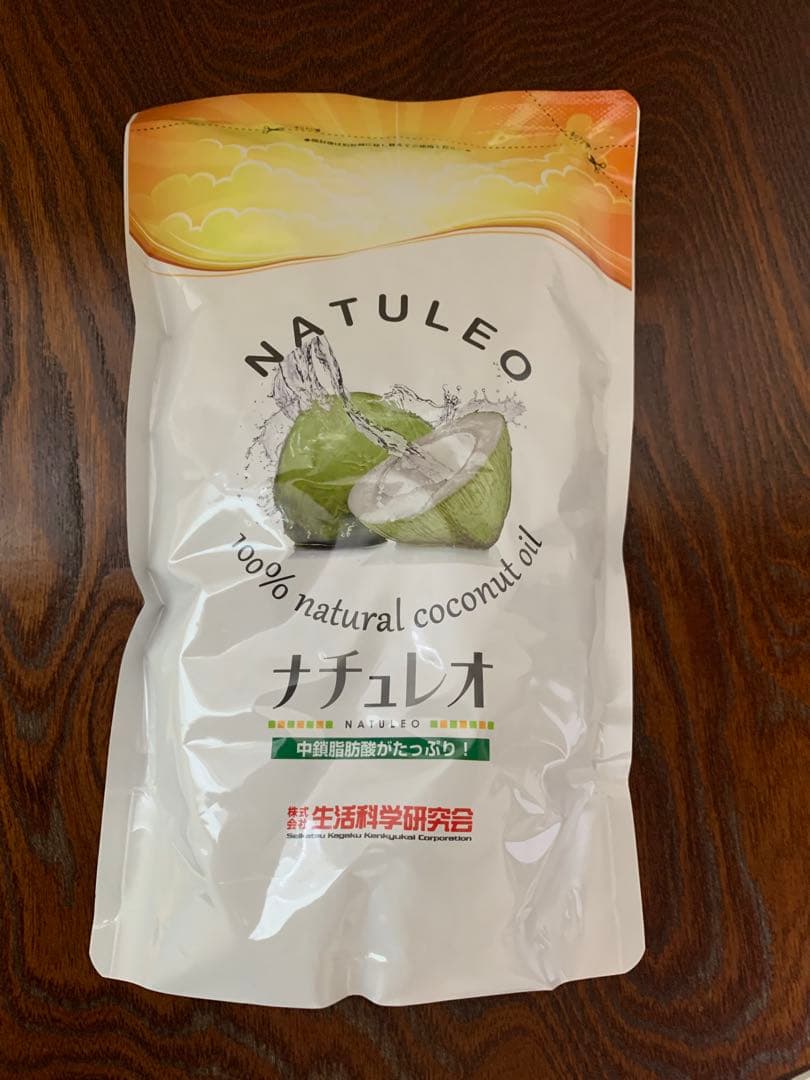 NATULEO
100% natural coconut oil
ナチュレオ
NATULEO
中鎖脂肪酸がたっぷり!
株式会社 生活科学研究会
Seikatsu Kagaku Kenkyukai Corporation